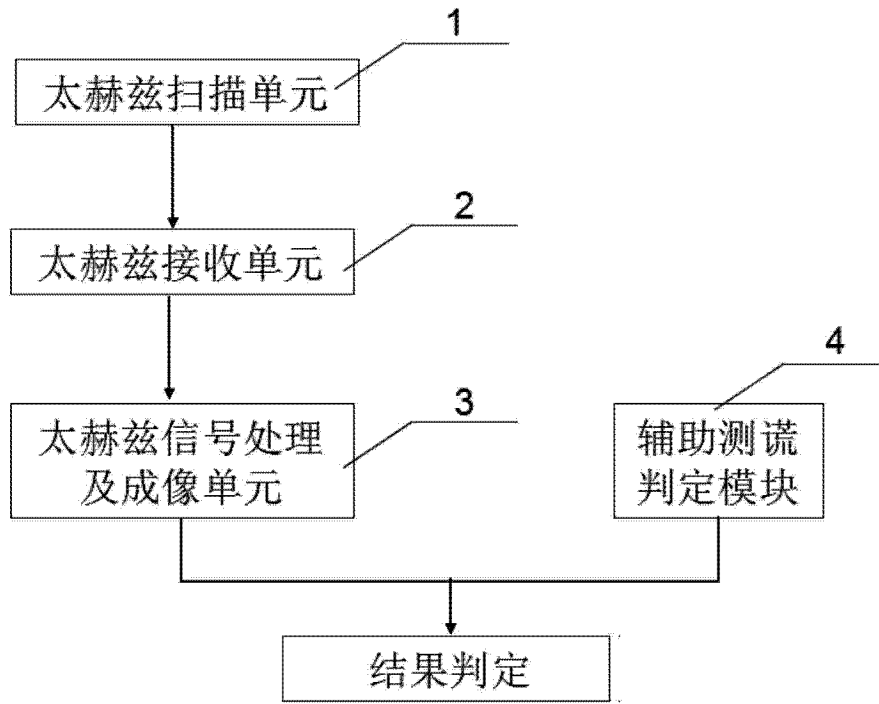 1
太赫兹扫描单元
2
太赫兹接收单元
3
太赫兹信号处理
及成像单元
4
辅助测谎
判定模块
结果判定